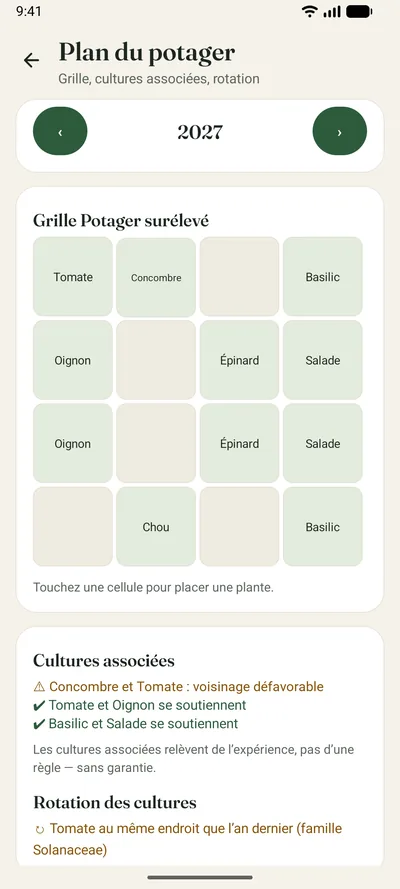 9:41
Plan du potager
Grille, cultures associées, rotation
‹ 2027 ›
Grille Potager surélevé
Tomate Concombre Basilic
Oignon Épinard Salade
Oignon Épinard Salade
Chou Basilic
Touchez une cellule pour placer une plante.
Cultures associées
⚠ Concombre et Tomate : voisinage défavorable
✔ Tomate et Oignon se soutiennent
✔ Basilic et Salade se soutiennent
Les cultures associées relèvent de l’expérience, pas d’une
règle — sans garantie.
Rotation des cultures
↻ Tomate au même endroit que l’an dernier (famille
Solanaceae)